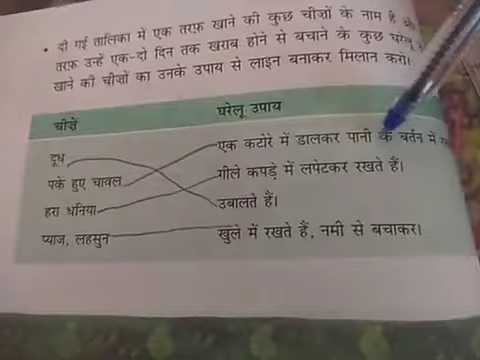 • दी गई तालिका में एक तरफ़ खाने की कुछ चीज़ों के नाम है
तरफ़ उन्हें एक-दो दिन तक खराब होने से बचाने के कुछ घरेलू
खाने की चीज़ों का उनके उपाय से लाइन बनाकर मिलान करो।
चीज़ें घरेलू उपाय
दूध एक कटोरे में डालकर पानी के बर्तन में
पके हुए चावल गीले कपड़े में लपेटकर रखते हैं।
हरा धनिया उबालते हैं।
प्याज, लहसुन खुले में रखते हैं, नमी से बचाकर।